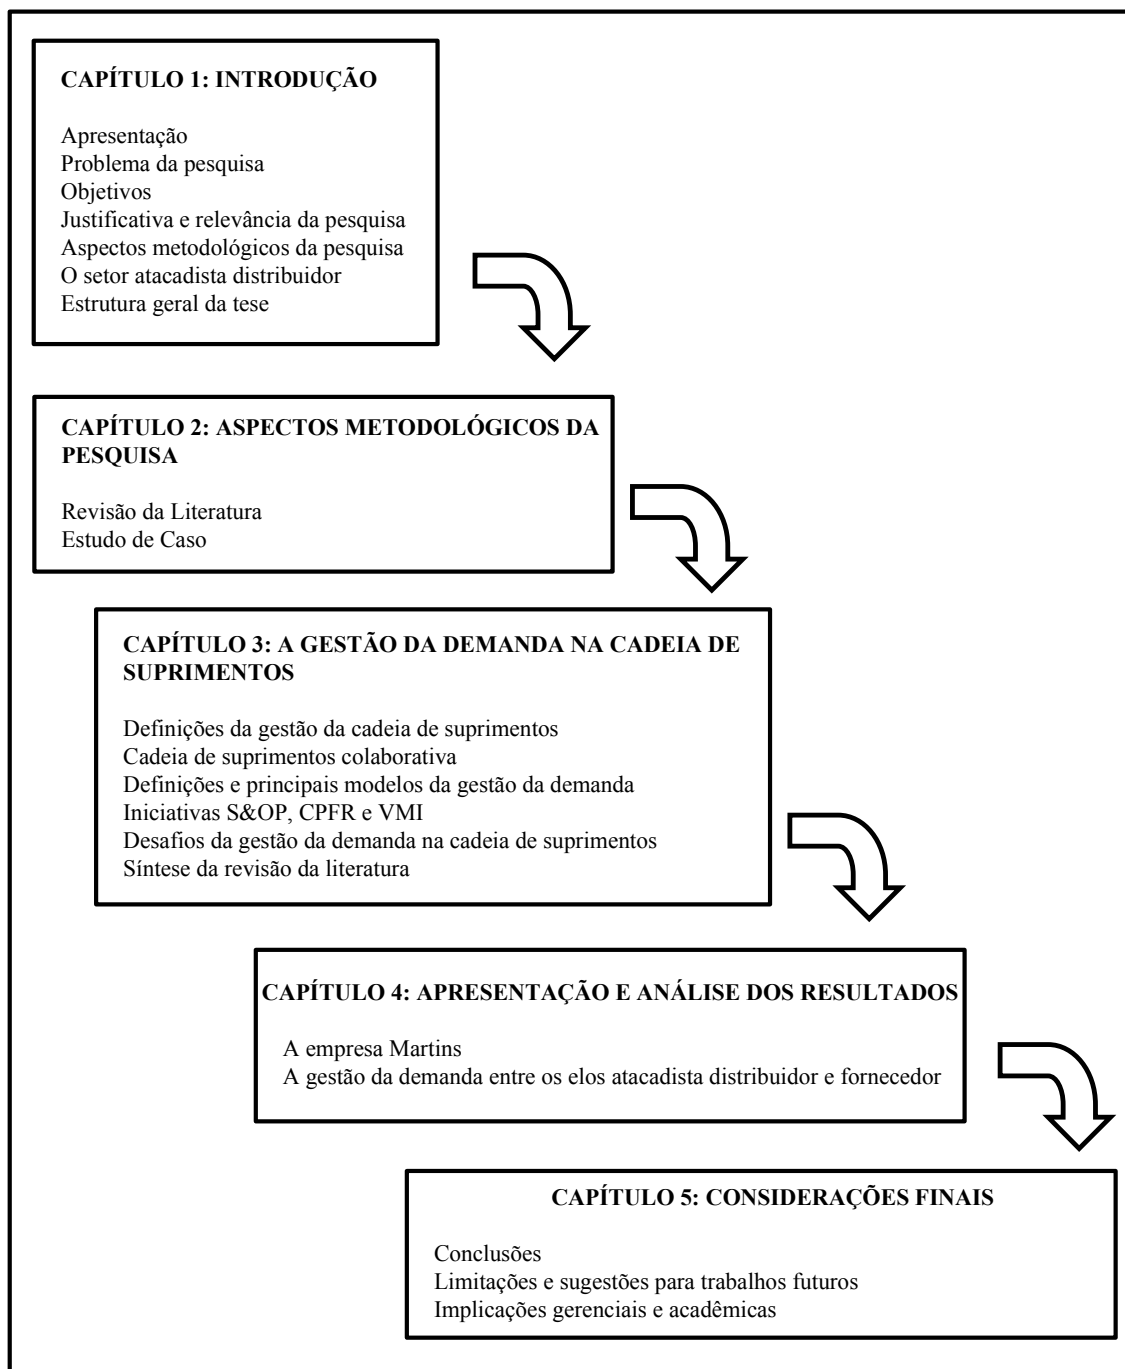 CAPÍTULO 1: INTRODUÇÃO
Apresentação
Problema da pesquisa
Objetivos
Justificativa e relevância da pesquisa
Aspectos metodológicos da pesquisa
O setor atacadista distribuidor
Estrutura geral da tese
CAPÍTULO 2: ASPECTOS METODOLÓGICOS DA
PESQUISA
Revisão da Literatura
Estudo de Caso
CAPÍTULO 3: A GESTÃO DA DEMANDA NA CADEIA DE
SUPRIMENTOS
Definições da gestão da cadeia de suprimentos
Cadeia de suprimentos colaborativa
Definições e principais modelos da gestão da demanda
Iniciativas S&OP, CPFR e VMI
Desafios da gestão da demanda na cadeia de suprimentos
Síntese da revisão da literatura
CAPÍTULO 4: APRESENTAÇÃO E ANÁLISE DOS RESULTADOS
A empresa Martins
A gestão da demanda entre os elos atacadista distribuidor e fornecedor
CAPÍTULO 5: CONSIDERAÇÕES FINAIS
Conclusões
Limitações e sugestões para trabalhos futuros
Implicações gerenciais e acadêmicas